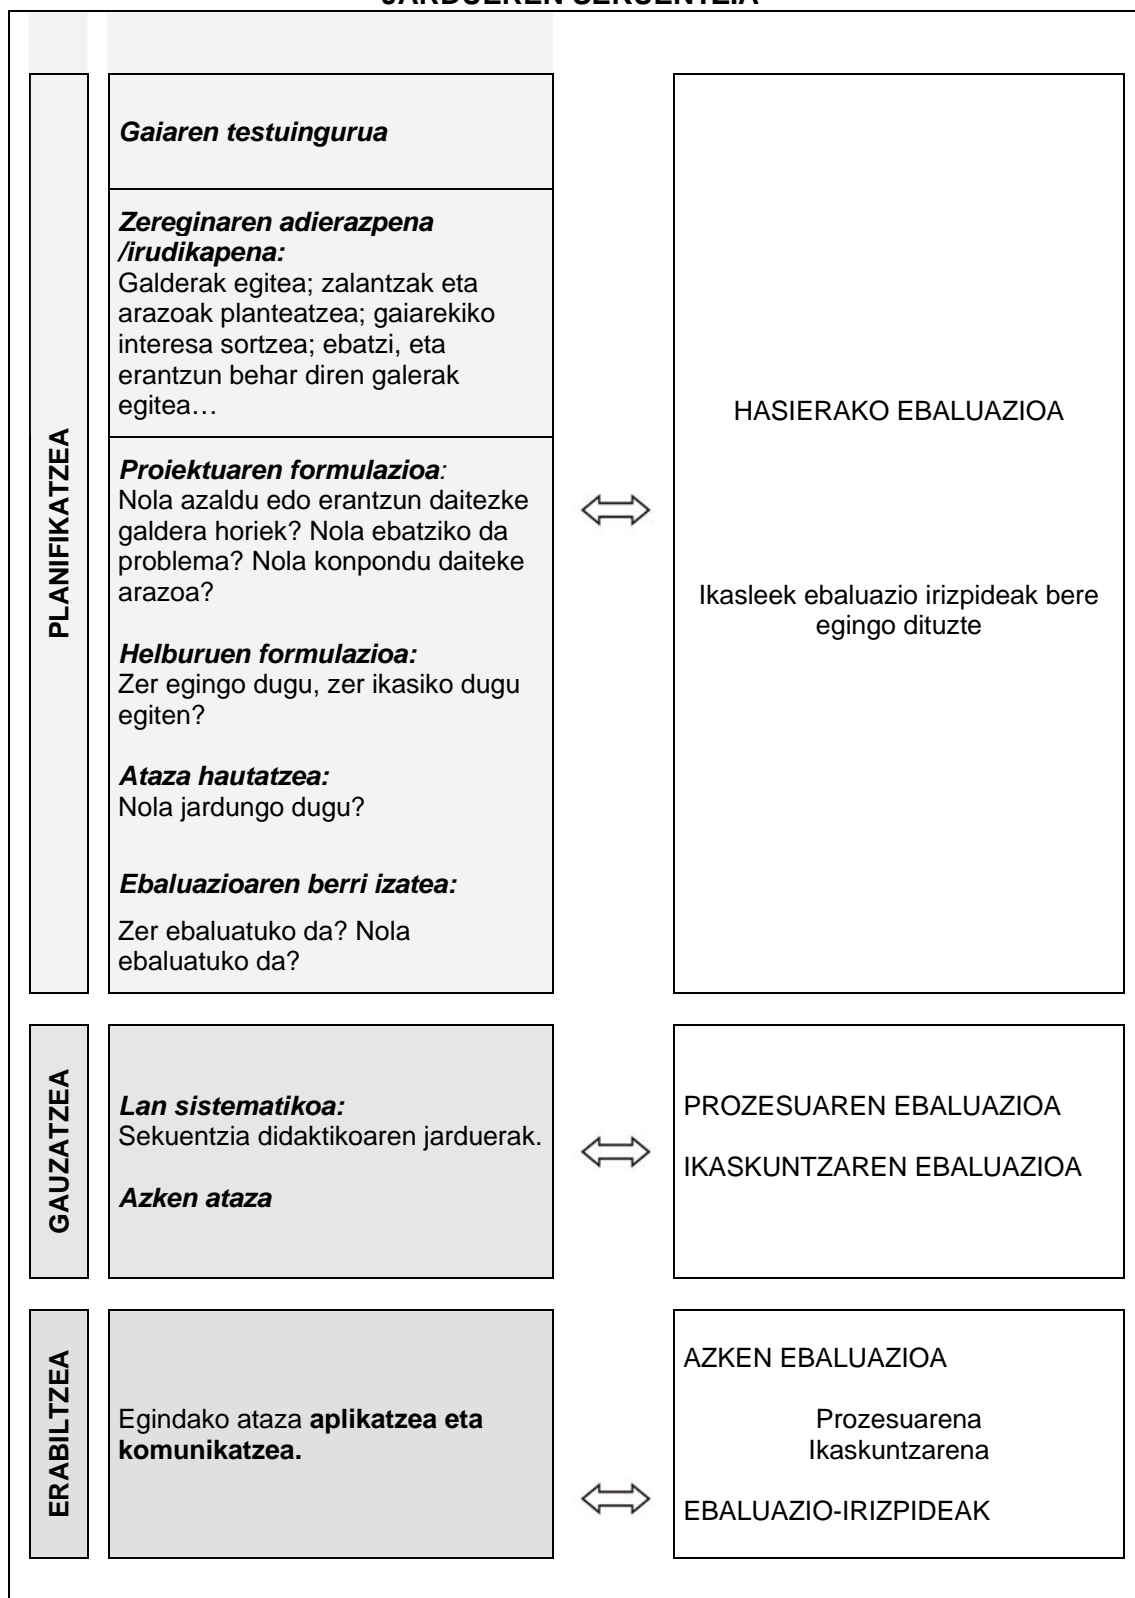 JARDUEREN SEKUENTZIA
PLANIFIKATZEA
Gaiaren testuingurua
Zereginaren adierazpena
/irudikapena:
Galderak egitea; zalantzak eta
arazoak planteatzea; gaiarekiko
interesa sortzea; ebatzi, eta
erantzun behar diren galerak
egitea…
Proiektuaren formulazioa:
Nola azaldu edo erantzun daitezke
galdera horiek? Nola ebatziko da
problema? Nola konpondu daiteke
arazoa?
Helburuen formulazioa:
Zer egingo dugu, zer ikasiko dugu
egiten?
Ataza hautatzea:
Nola jardungo dugu?
Ebaluazioaren berri izatea:
Zer ebaluatuko da? Nola
ebaluatuko da?
HASIERAKO EBALUAZIOA
Ikasleek ebaluazio irizpideak bere
egingo dituzte
GAUZATZEA
Lan sistematikoa:
Sekuentzia didaktikoaren jarduerak.
Azken ataza
PROZESUAREN EBALUAZIOA
IKASKUNTZAREN EBALUAZIOA
ERABILTZEA
Egindako ataza aplikatzea eta
komunikatzea.
AZKEN EBALUAZIOA
Prozesuarena
Ikaskuntzarena
EBALUAZIO-IRIZPIDEAK